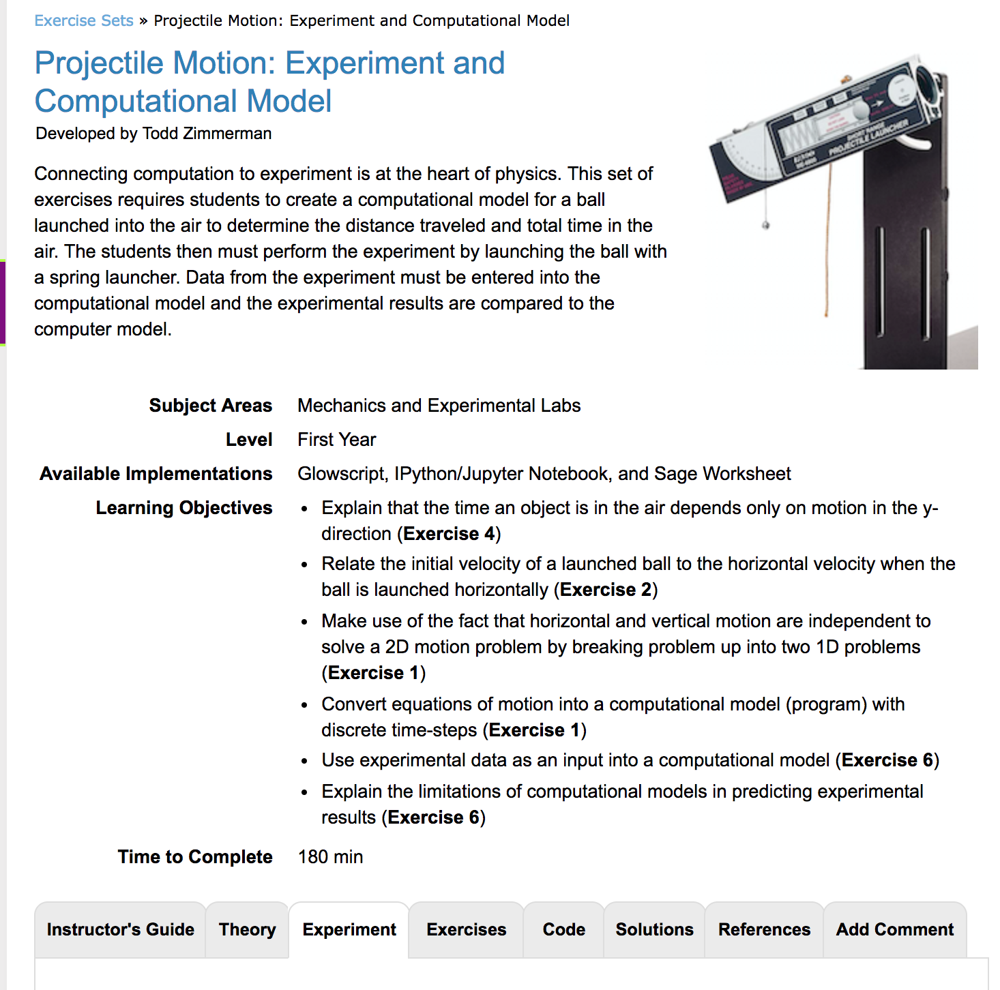 Exercise Sets » Projectile Motion: Experiment and Computational Model
Projectile Motion: Experiment and
Computational Model
Developed by Todd Zimmerman
Connecting computation to experiment is at the heart of physics. This set of
exercises requires students to create a computational model for a ball
launched into the air to determine the distance traveled and total time in the
air. The students then must perform the experiment by launching the ball with
a spring launcher. Data from the experiment must be entered into the
computational model and the experimental results are compared to the
computer model.
SHORT RANGE
PROJECTILE LAUNCHER
Subject Areas Mechanics and Experimental Labs
Level First Year
Available Implementations Glowscript, IPython/Jupyter Notebook, and Sage Worksheet
Learning Objectives • Explain that the time an object is in the air depends only on motion in the y-
direction (Exercise 4)
• Relate the initial velocity of a launched ball to the horizontal velocity when the
ball is launched horizontally (Exercise 2)
• Make use of the fact that horizontal and vertical motion are independent to
solve a 2D motion problem by breaking problem up into two 1D problems
(Exercise 1)
• Convert equations of motion into a computational model (program) with
discrete time-steps (Exercise 1)
• Use experimental data as an input into a computational model (Exercise 6)
• Explain the limitations of computational models in predicting experimental
results (Exercise 6)
Time to Complete 180 min
Instructor's Guide Theory Experiment Exercises Code Solutions References Add Comment